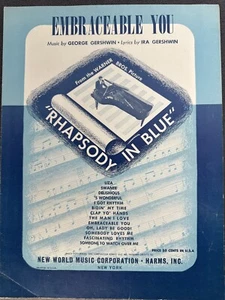 EMBRACEABLE YOU
Music by GEORGE GERSHWIN • Lyrics by IRA GERSHWIN
From the WARNER BROS. Picture
"RHAPSODY IN BLUE"
LIZA
SWANEE
DELISHIOUS
'S WONDERFUL
I GOT RHYTHM
BIDIN' MY TIME
CLAP YO' HANDS
THE MAN I LOVE
EMBRACEABLE YOU
OH, LADY BE GOOD!
SOMEBODY LOVES ME
FASCINATING RHYTHM
SOMEONE TO WATCH OVER ME
NEW WORLD MUSIC CORPORATION • HARMS, INC.
NEW YORK